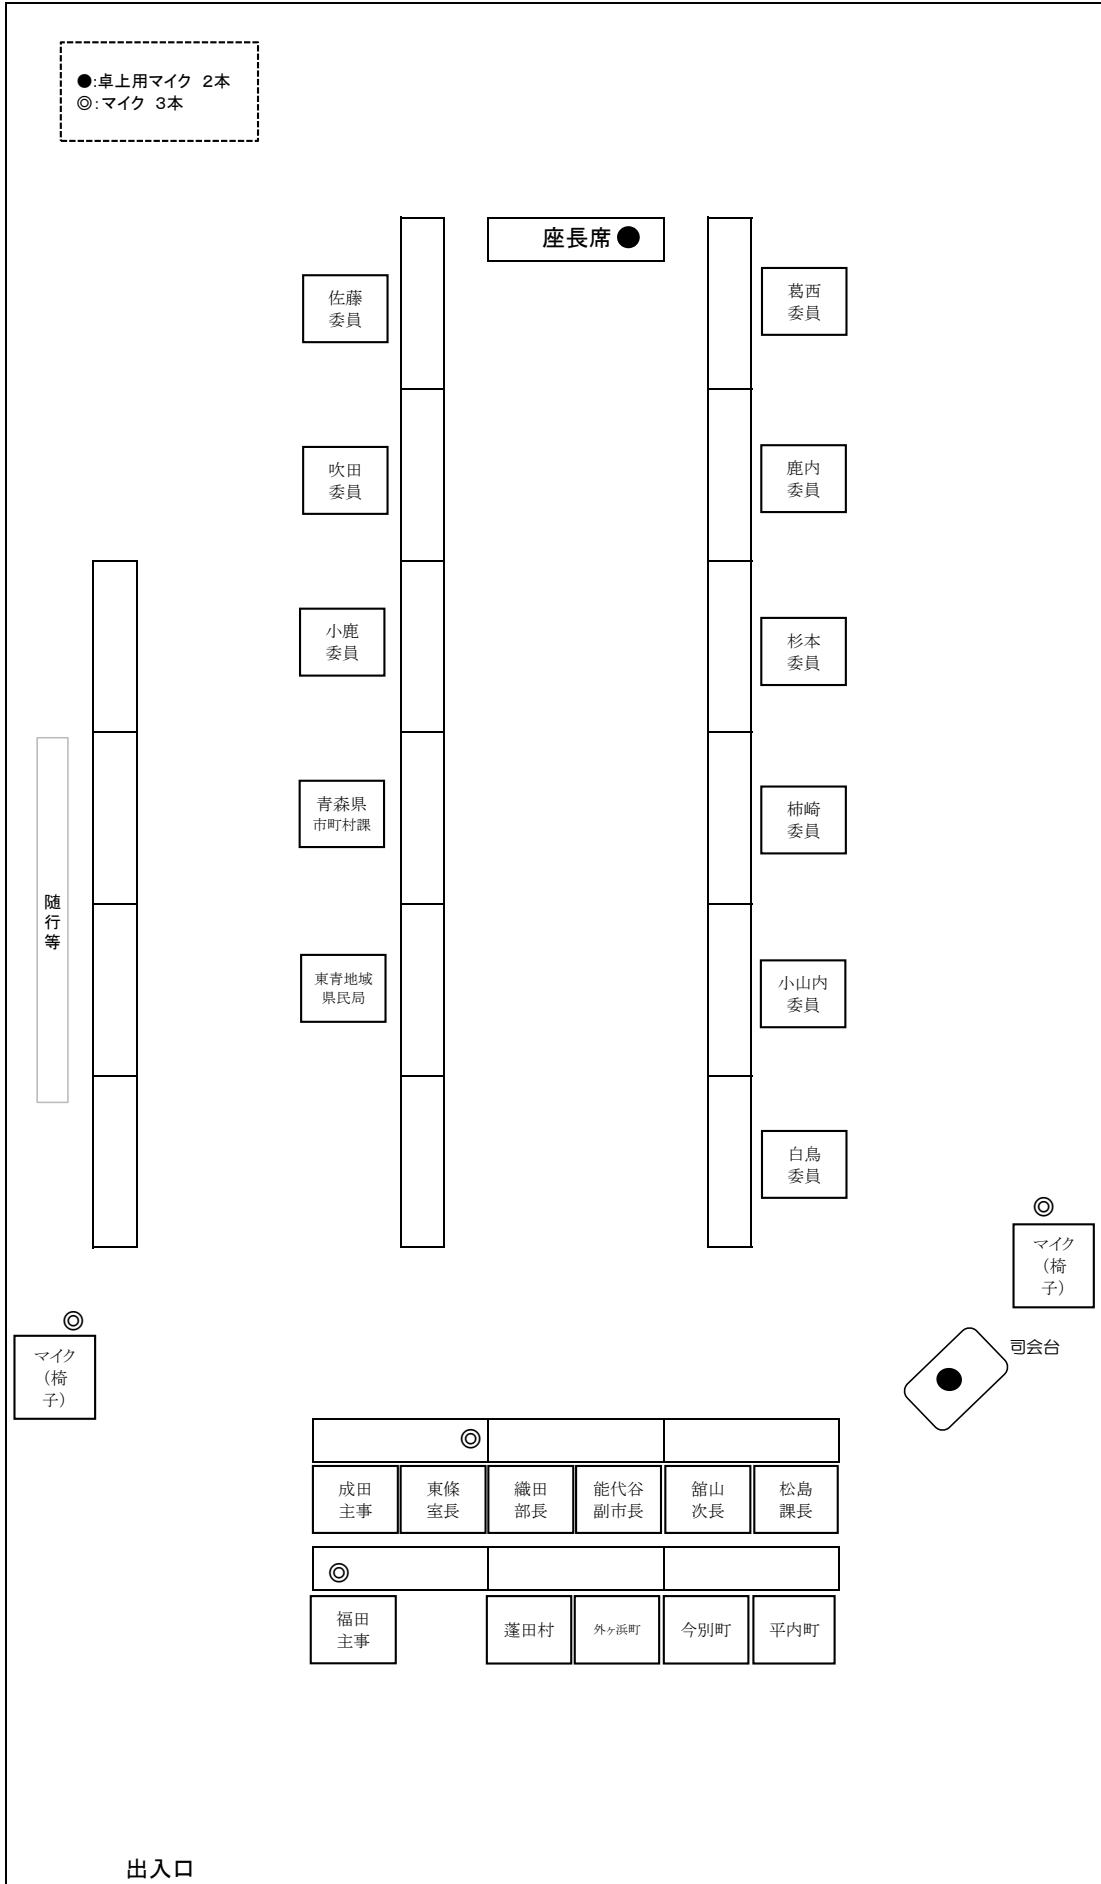 ●:卓上用マイク 2本
◎:マイク 3本
座長席●
佐藤
委員
葛西
委員
吹田
委員
鹿内
委員
小鹿
委員
杉本
委員
青森県
市町村課
柿崎
委員
随
行
等
東青地域
県民局
小山内
委員
白鳥
委員
◎
マイク
(椅
子)
◎
マイク
(椅
子)
司会台
●
◎
成田
主事
東條
室長
織田
部長
能代谷
副市長
舘山
次長
松島
課長
◎
福田
主事
蓬田村
外ヶ浜町
今別町
平内町
出入口